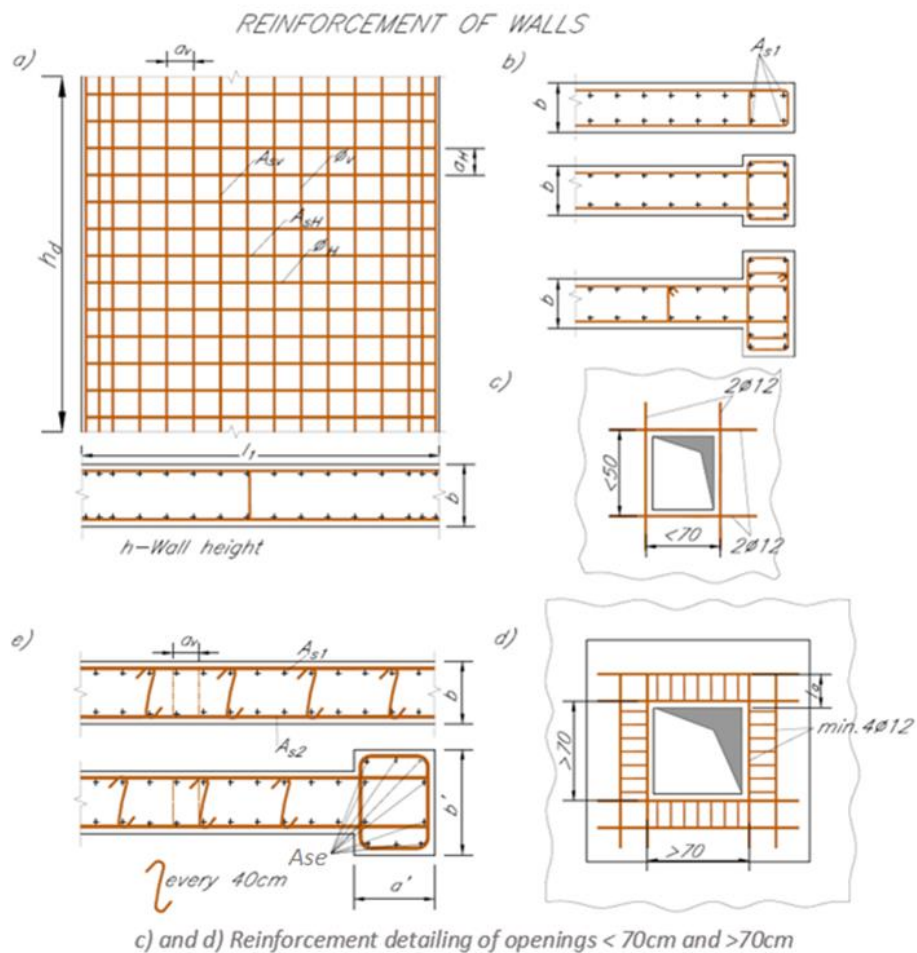 REINFORCEMENT OF WALLS
a)
av
hd
Asv
øv
aH
AsH
øH
l1
b
h-Wall height
b)
As1
b
b
b
c)
2ø12
<50
<70
2ø12
e)
av
As1
b
As2
b'
Ase
every 40cm
a'
d)
min.4ø12
>70
>70
c) and d) Reinforcement detailing of openings < 70cm and >70cm